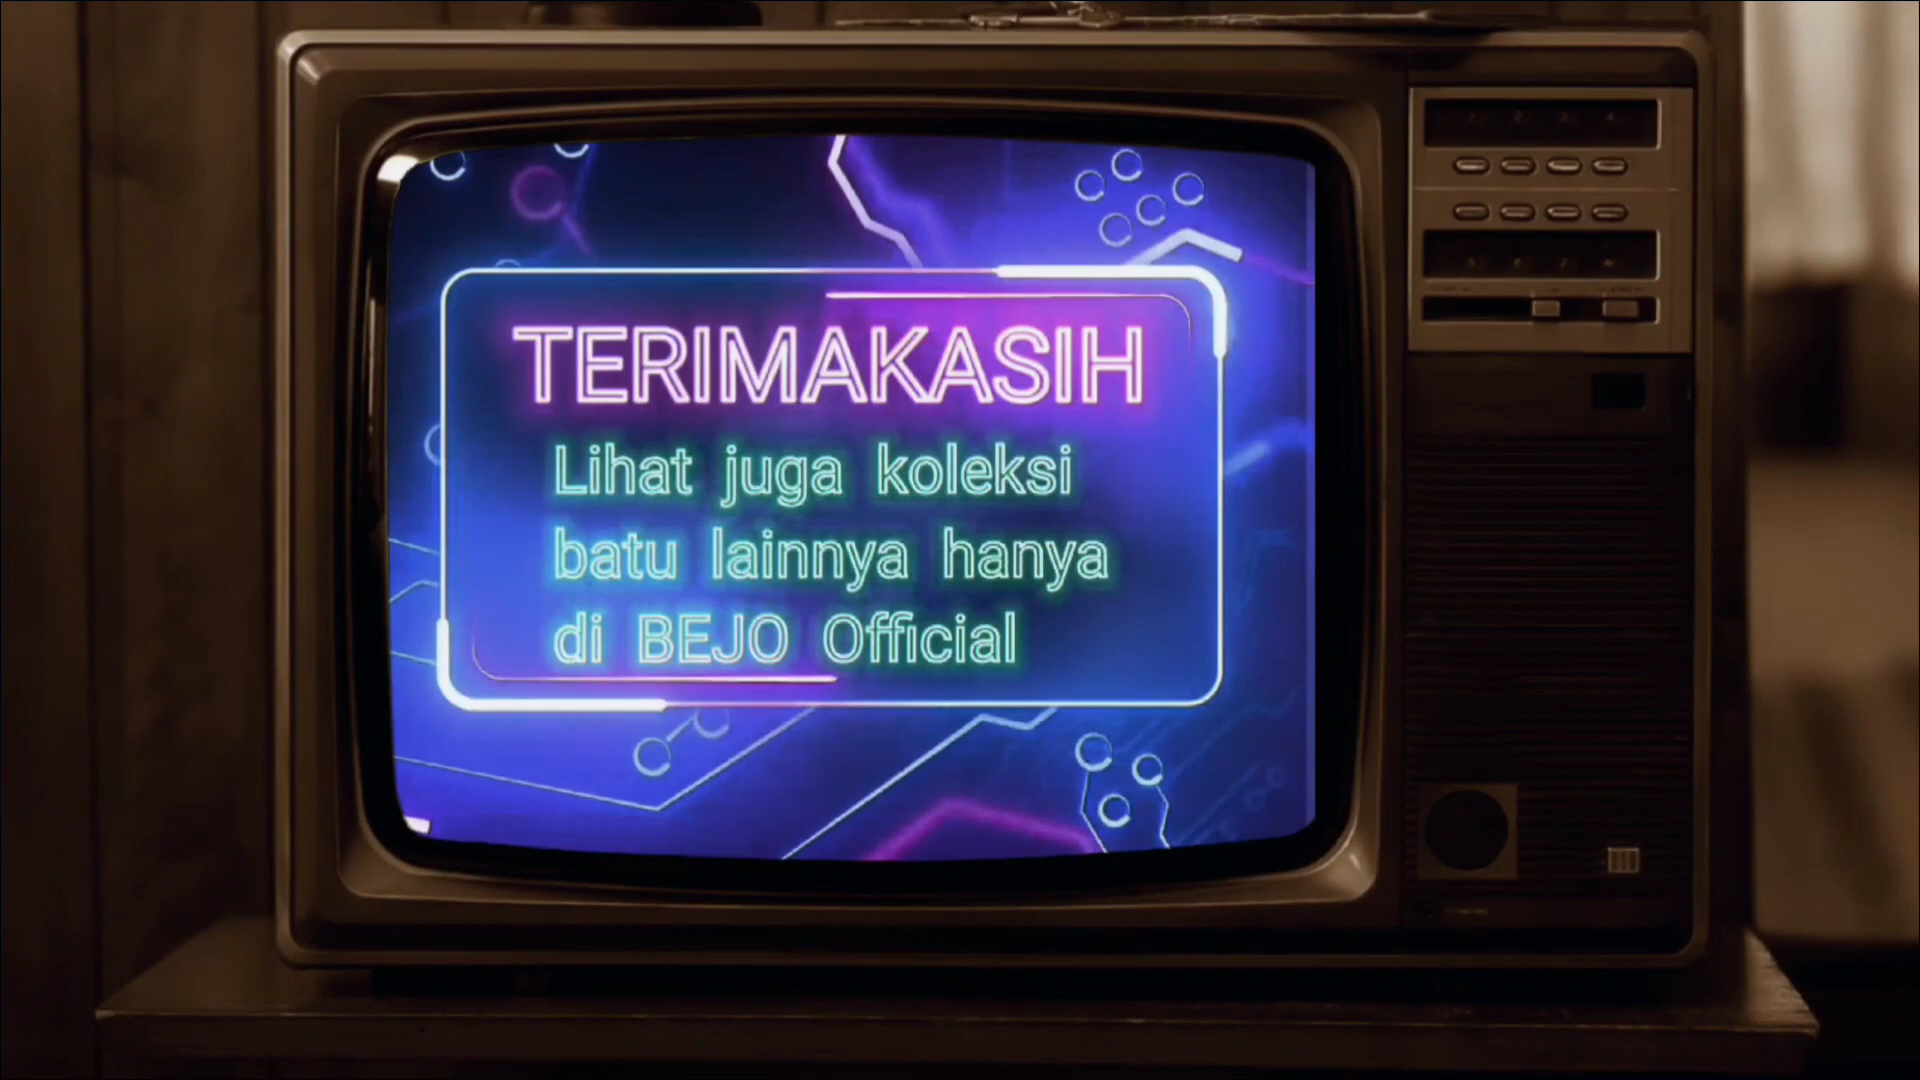 TERIMAKASIH
Lihat juga koleksi
batu lainnya hanya
di BEJO Official